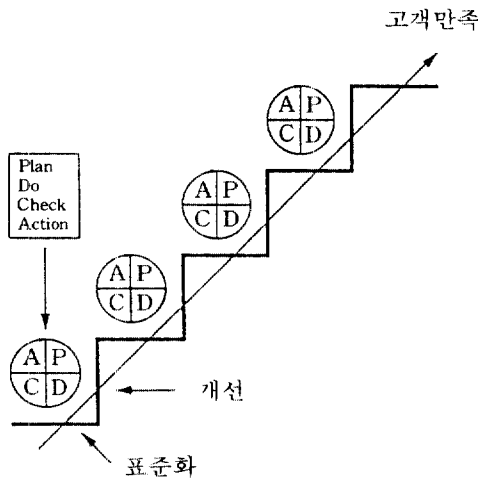 고객만족
A P
C D
A P
C D
Plan
Do
Check
Action
A P
C D
A P
C D
A P
C D
개선
표준화